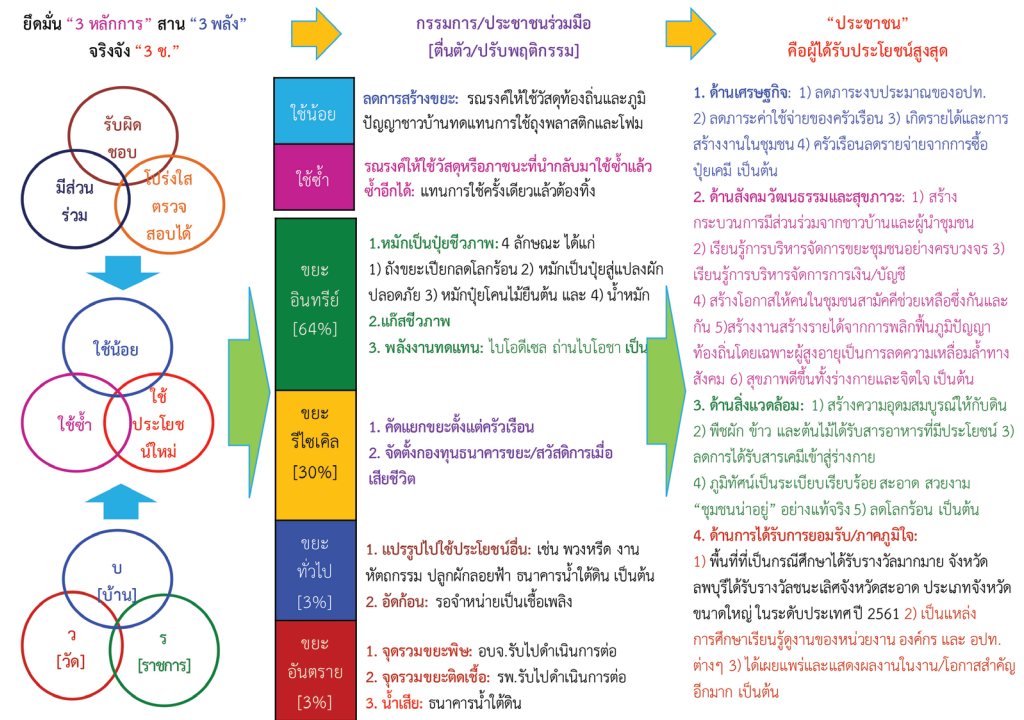 ยึดมั่น “3 หลักการ” สาน “3 พลัง”
จริงจัง “3 ช.”
รับผิด
ชอบ
มีส่วน
ร่วม
โปร่งใส
ตรวจ
สอบได้
ใช้น้อย
ใช้ซ้ำ
ใช้
ประโยช
น์ใหม่
บ
[บ้าน]
ว
[วัด]
ร
[ราชการ]
กรรมการ/ประชาชนร่วมมือ
[ตื่นตัว/ปรับพฤติกรรม]
ใช้น้อย
ลดการสร้างขยะ: รณรงค์ให้ใช้วัสดุท้องถิ่นและภูมิ
ปัญญาชาวบ้านทดแทนการใช้ถุงพลาสติกและโฟม
ใช้ซ้ำ
รณรงค์ให้ใช้วัสดุหรือภาชนะที่นำกลับมาใช้ซ้ำแล้ว
ซ้ำอีกได้: แทนการใช้ครั้งเดียวแล้วต้องทิ้ง
ขยะ
อินทรีย์
[64%]
1.หมักเป็นปุ๋ยชีวภาพ: 4 ลักษณะ ได้แก่
1) ถังขยะเปียกลดโลกร้อน 2) หมักเป็นปุ๋ยสู่แปลงผัก
ปลอดภัย 3) หมักปุ๋ยโคนไม้ยืนต้น และ 4) น้ำหมัก
2.แก๊สชีวภาพ
3. พลังงานทดแทน: ไบโอดีเซล ถ่านไบโอชา เป็น
ขยะ
รีไซเคิล
[30%]
1. คัดแยกขยะตั้งแต่ครัวเรือน
2. จัดตั้งกองทุนธนาคารขยะ/สวัสดิการเมื่อ
เสียชีวิต
ขยะ
ทั่วไป
[3%]
1. แปรรูปไปใช้ประโยชน์อื่น: เช่น พวงหรีด งาน
หัตถกรรม ปลูกผักลอยฟ้า ธนาคารน้ำใต้ดิน เป็นต้น
2. อัดก้อน: รอจำหน่ายเป็นเชื้อเพลิง
ขยะ
อันตราย
[3%]
1. จุดรวมขยะพิษ: อบจ.รับไปดำเนินการต่อ
2. จุดรวมขยะติดเชื้อ: รพ.รับไปดำเนินการต่อ
3. น้ำเสีย: ธนาคารน้ำใต้ดิน
“ประชาชน”
คือผู้ได้รับประโยชน์สูงสุด
1. ด้านเศรษฐกิจ: 1) ลดภาระงบประมาณของอปท.
2) ลดภาระค่าใช้จ่ายของครัวเรือน 3) เกิดรายได้และการ
สร้างงานในชุมชน 4) ครัวเรือนลดรายจ่ายจากการซื้อ
ปุ๋ยเคมี เป็นต้น
2. ด้านสังคมวัฒนธรรมและสุขภาวะ: 1) สร้าง
กระบวนการมีส่วนร่วมจากชาวบ้านและผู้นำชุมชน
2) เรียนรู้การบริหารจัดการขยะชุมชนอย่างครบวงจร 3)
เรียนรู้การบริหารจัดการการเงิน/บัญชี
4) สร้างโอกาสให้คนในชุมชนสามัคคีช่วยเหลือซึ่งกันและ
กัน 5)สร้างงานสร้างรายได้จากการพลิกฟื้นภูมิปัญญา
ท้องถิ่นโดยเฉพาะผู้สูงอายุเป็นการลดความเหลื่อมล้ำทาง
สังคม 6) สุขภาพดีขึ้นทั้งร่างกายและจิตใจ เป็นต้น
3. ด้านสิ่งแวดล้อม: 1) สร้างความอุดมสมบูรณ์ให้กับดิน
2) พืชผัก ข้าว และต้นไม้ได้รับสารอาหารที่มีประโยชน์ 3)
ลดการได้รับสารเคมีเข้าสู่ร่างกาย
4) ภูมิทัศน์เป็นระเบียบเรียบร้อย สะอาด สวยงาม
“ชุมชนน่าอยู่” อย่างแท้จริง 5) ลดโลกร้อน เป็นต้น
4. ด้านการได้รับการยอมรับ/ภาคภูมิใจ:
1) พื้นที่ที่เป็นกรณีศึกษาได้รับรางวัลมากมาย จังหวัด
ลพบุรีได้รับรางวัลชนะเลิศจังหวัดสะอาด ประเภทจังหวัด
ขนาดใหญ่ ในระดับประเทศ ปี 2561 2) เป็นแหล่ง
การศึกษาเรียนรู้ดูงานของหน่วยงาน องค์กร และ อปท.
ต่างๆ 3) ได้เผยแพร่และแสดงผลงานในงาน/โอกาสสำคัญ
อีกมาก เป็นต้น